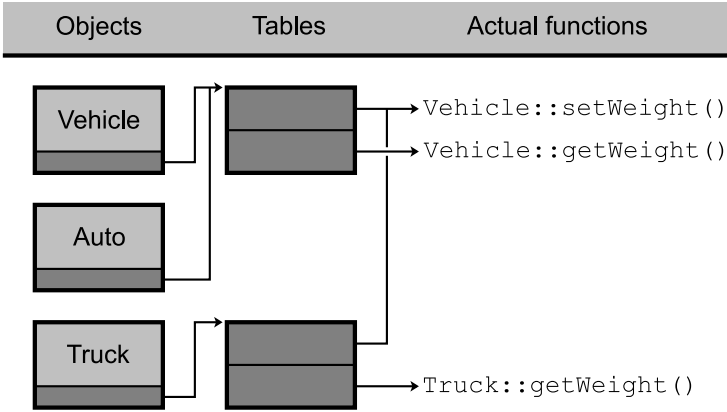 Objects Tables Actual functions
Vehicle
Vehicle::setWeight()
Vehicle::getWeight()
Auto
Truck
Truck::getWeight()